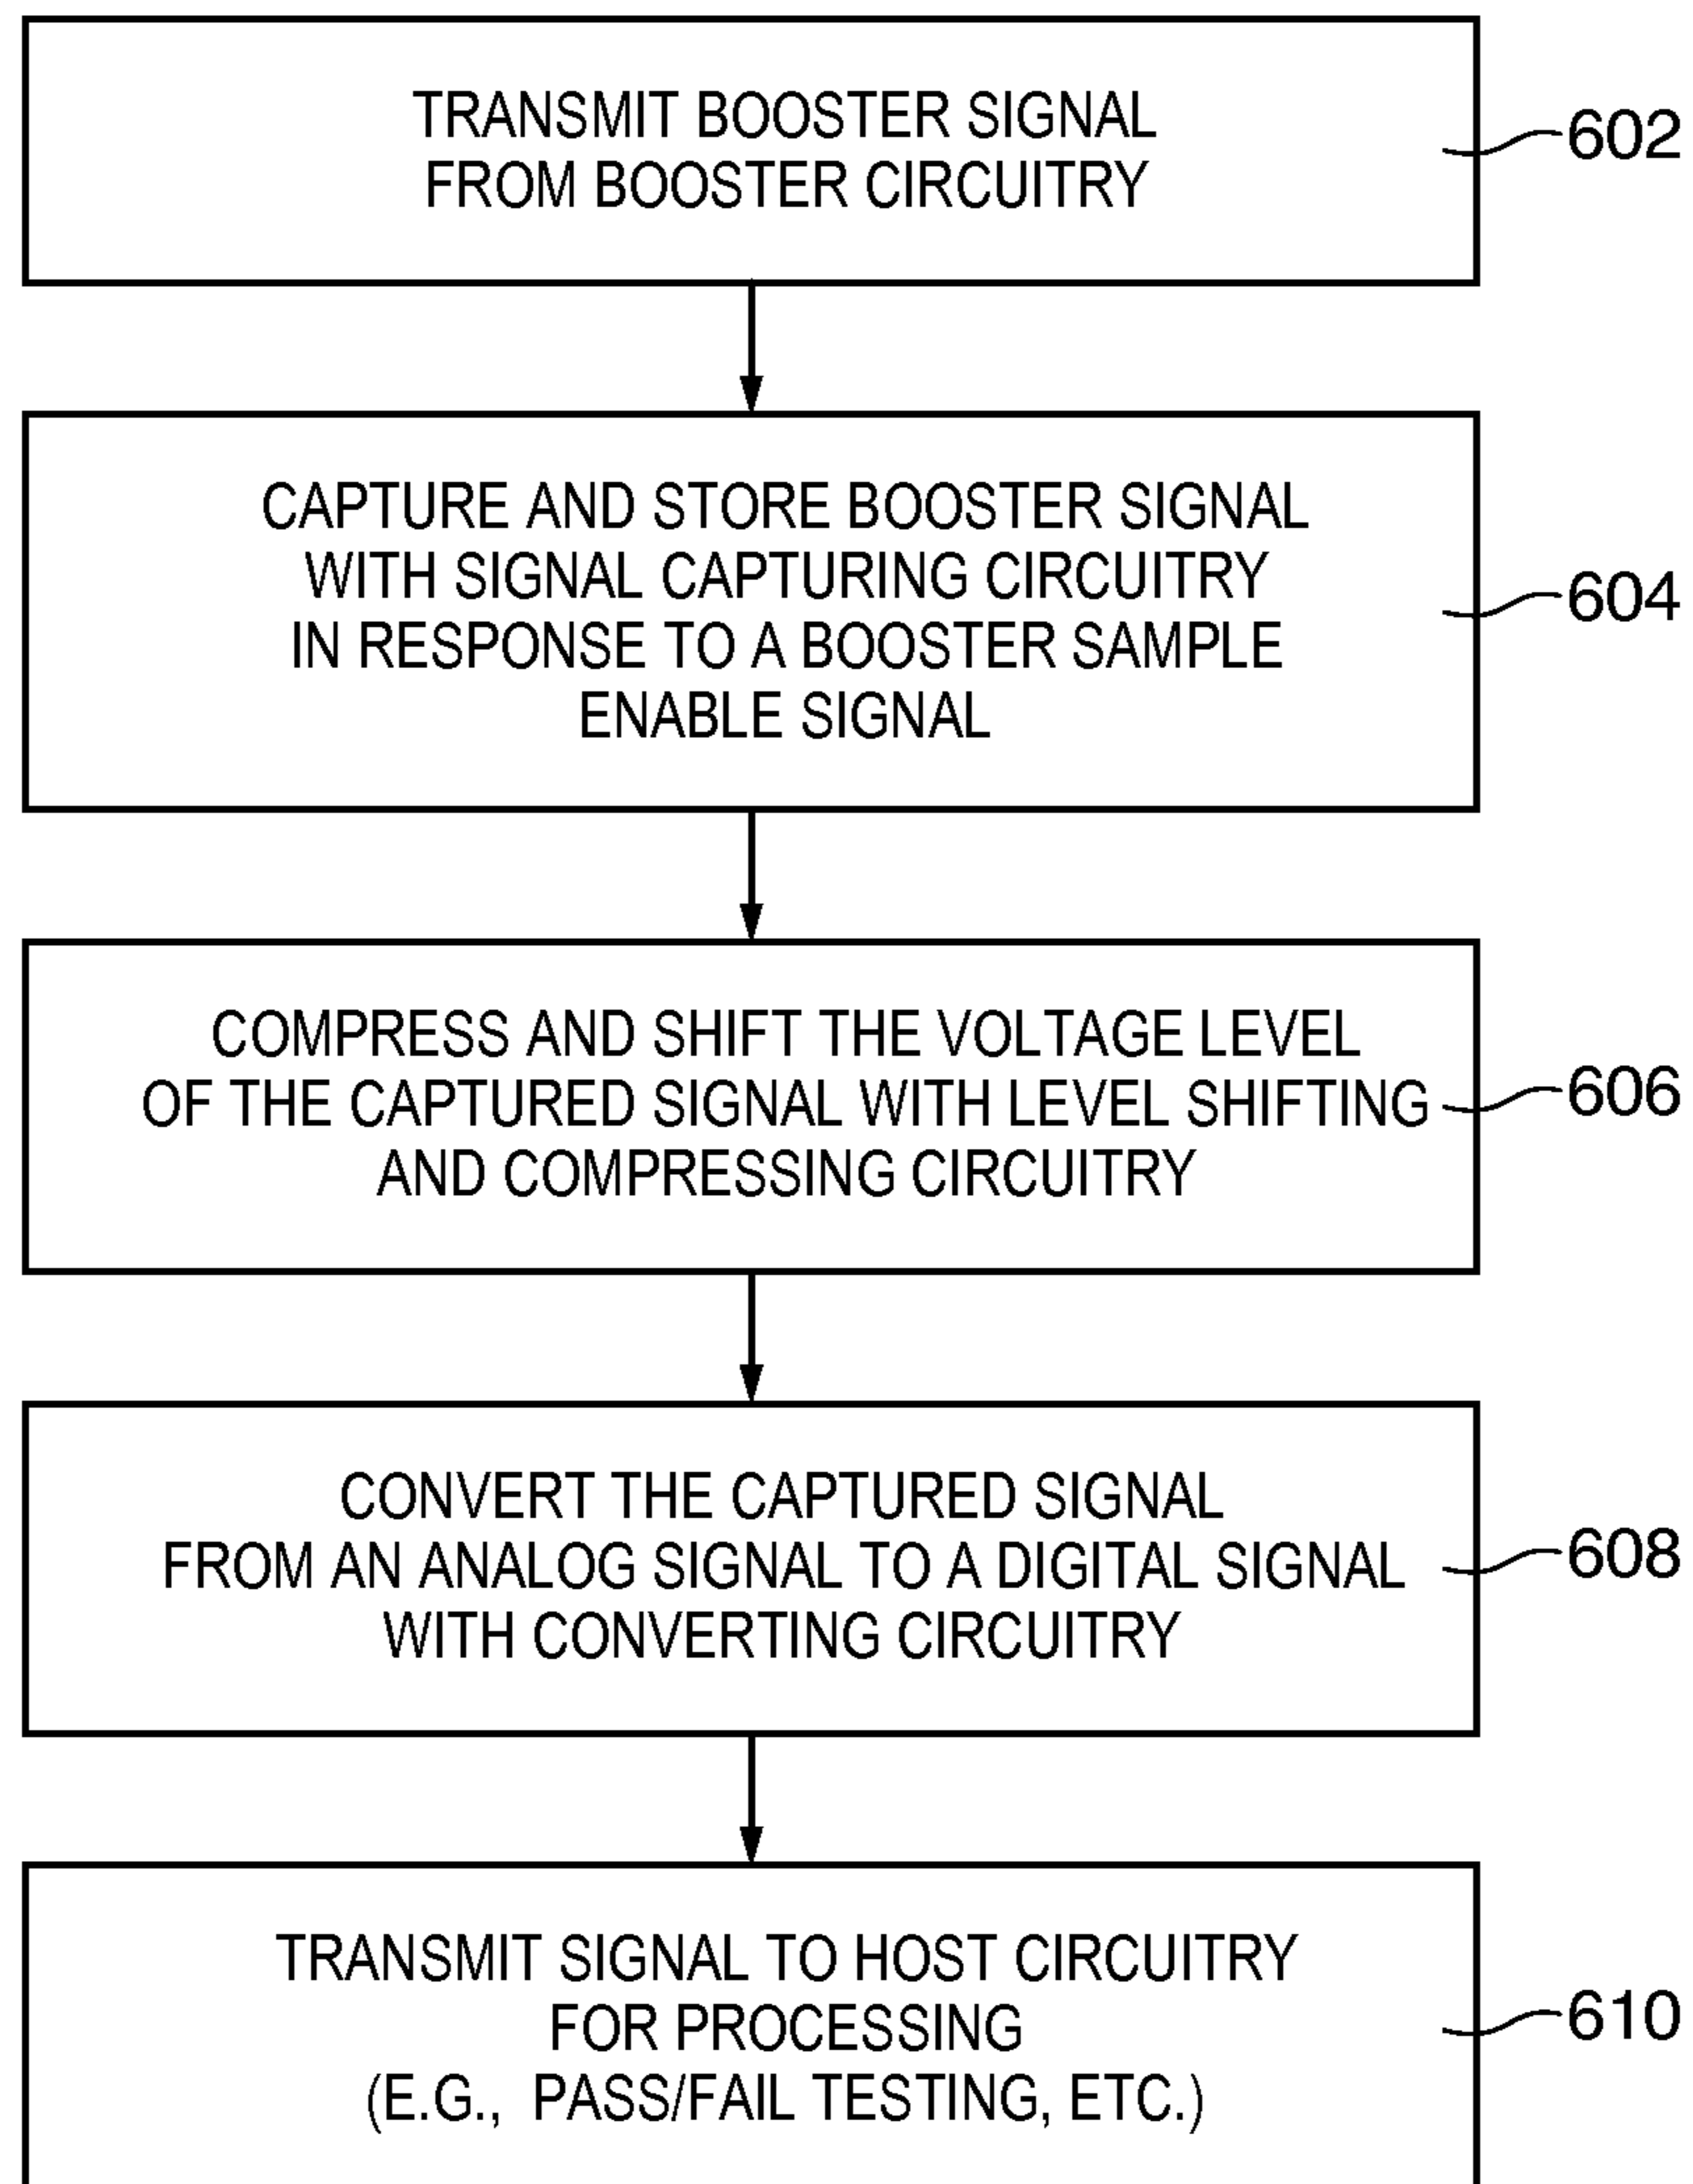 TRANSMIT BOOSTER SIGNAL
FROM BOOSTER CIRCUITRY
602
CAPTURE AND STORE BOOSTER SIGNAL
WITH SIGNAL CAPTURING CIRCUITRY
IN RESPONSE TO A BOOSTER SAMPLE
ENABLE SIGNAL
604
COMPRESS AND SHIFT THE VOLTAGE LEVEL
OF THE CAPTURED SIGNAL WITH LEVEL SHIFTING
AND COMPRESSING CIRCUITRY
606
CONVERT THE CAPTURED SIGNAL
FROM AN ANALOG SIGNAL TO A DIGITAL SIGNAL
WITH CONVERTING CIRCUITRY
608
TRANSMIT SIGNAL TO HOST CIRCUITRY
FOR PROCESSING
(E.G., PASS/FAIL TESTING, ETC.)
610